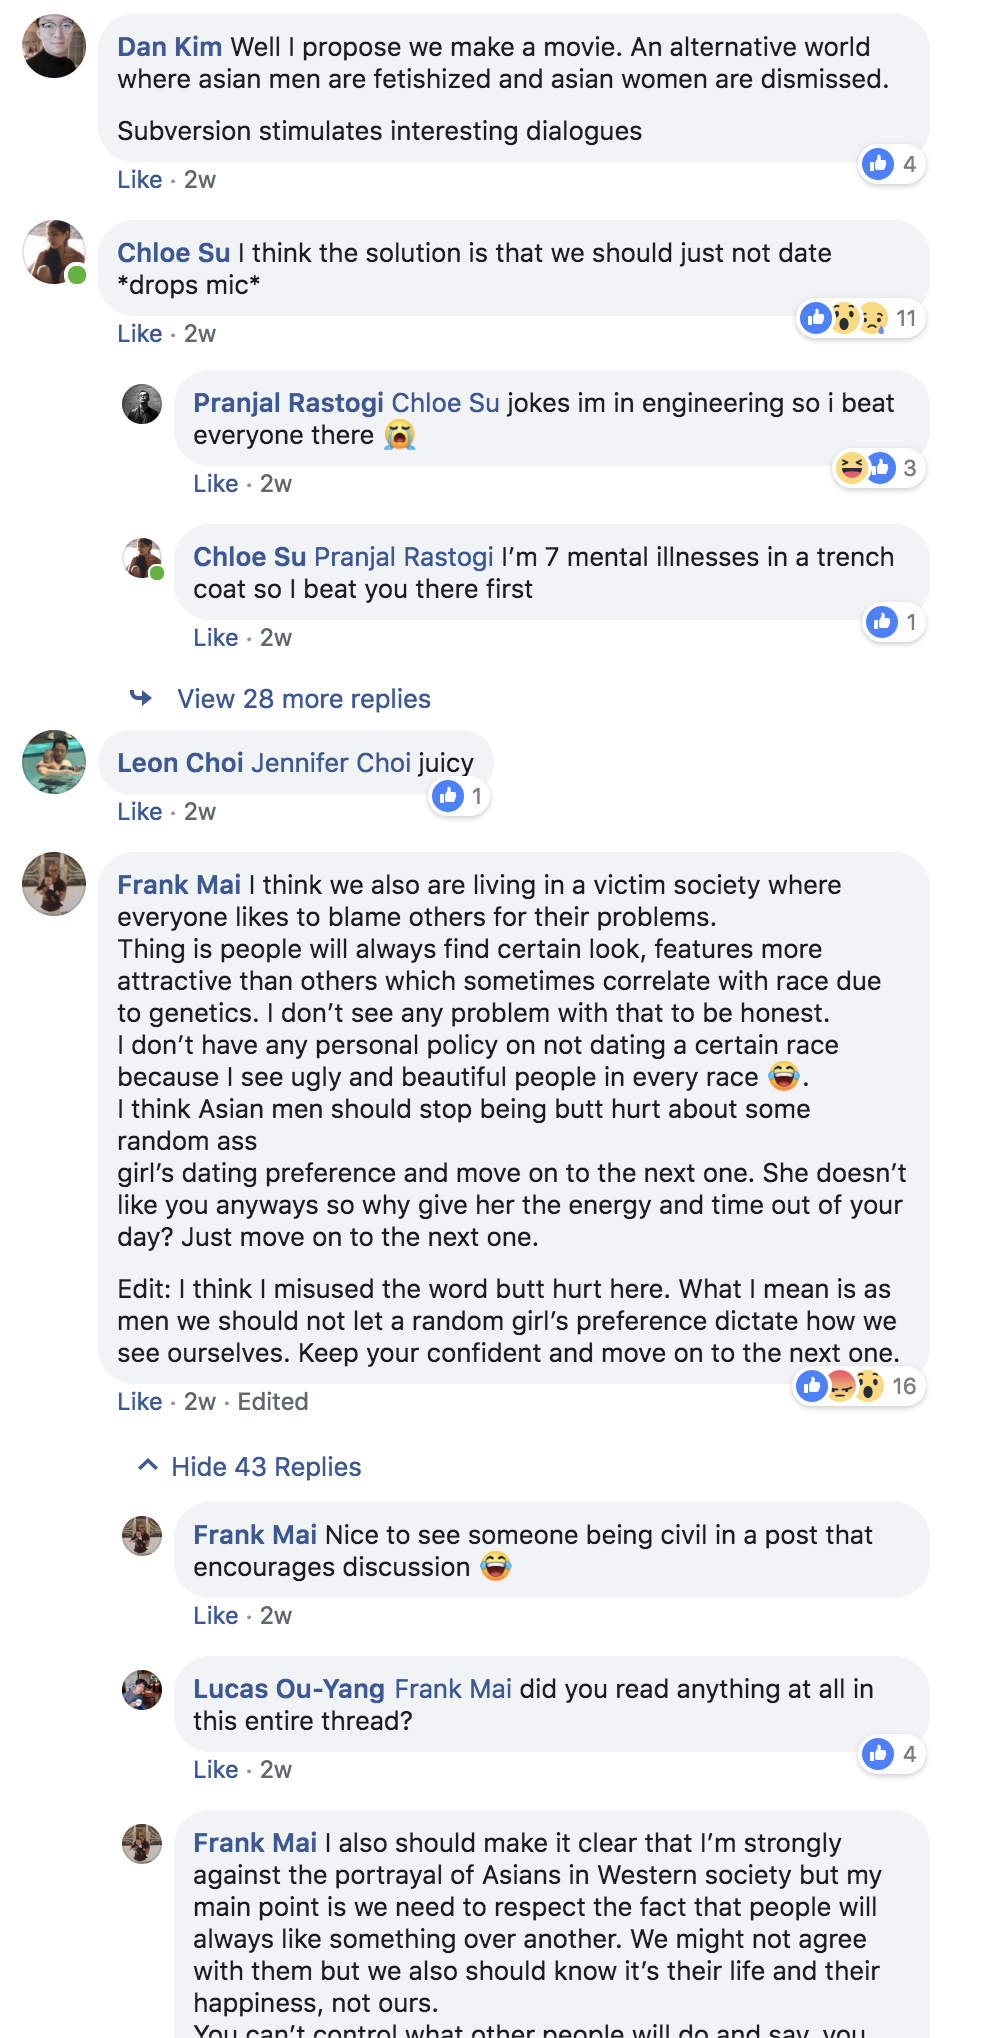 Dan Kim Well I propose we make a movie. An alternative world
where asian men are fetishized and asian women are dismissed.
Subversion stimulates interesting dialogues
4
Like · 2w
Chloe Su I think the solution is that we should just not date
*drops mic*
11
Like · 2w
Pranjal Rastogi Chloe Su jokes im in engineering so i beat
everyone there 😭
3
Like · 2w
Chloe Su Pranjal Rastogi I’m 7 mental illnesses in a trench
coat so I beat you there first
1
Like · 2w
View 28 more replies
Leon Choi Jennifer Choi juicy
1
Like · 2w
Frank Mai I think we also are living in a victim society where
everyone likes to blame others for their problems.
Thing is people will always find certain look, features more
attractive than others which sometimes correlate with race due
to genetics. I don’t see any problem with that to be honest.
I don’t have any personal policy on not dating a certain race
because I see ugly and beautiful people in every race 😂.
I think Asian men should stop being butt hurt about some
random ass
girl’s dating preference and move on to the next one. She doesn’t
like you anyways so why give her the energy and time out of your
day? Just move on to the next one.
Edit: I think I misused the word butt hurt here. What I mean is as
men we should not let a random girl’s preference dictate how we
see ourselves. Keep your confident and move on to the next one.
16
Like · 2w · Edited
Hide 43 Replies
Frank Mai Nice to see someone being civil in a post that
encourages discussion 😂
Like · 2w
Lucas Ou-Yang Frank Mai did you read anything at all in
this entire thread?
4
Like · 2w
Frank Mai I also should make it clear that I’m strongly
against the portrayal of Asians in Western society but my
main point is we need to respect the fact that people will
always like something over another. We might not agree
with them but we also should know it’s their life and their
happiness, not ours.
You can’t control what other people will do and say, you